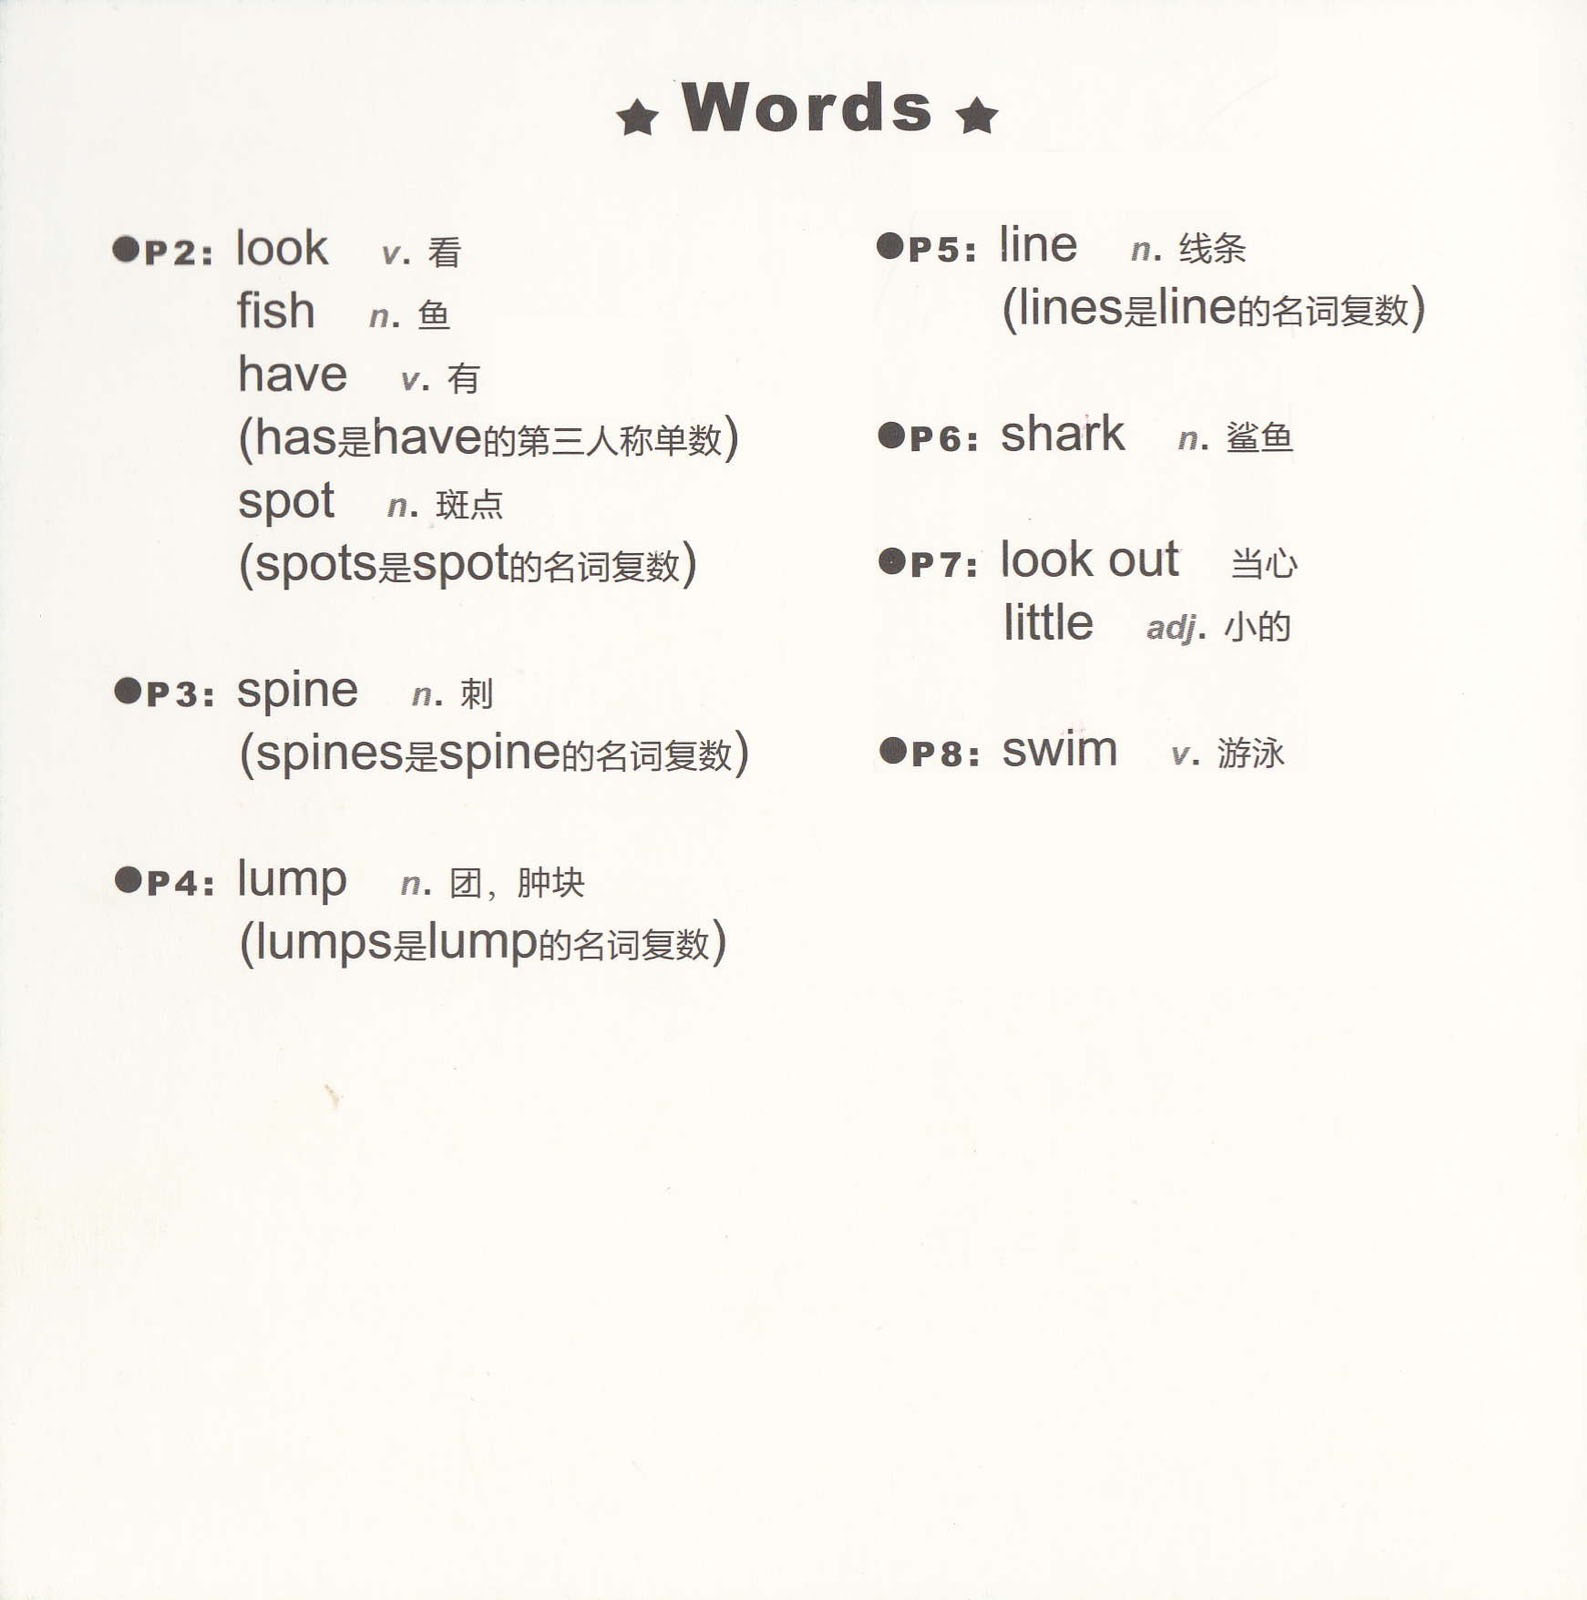 ★ Words ★
●P2: look v. 看
fish n. 鱼
have v. 有
(has是have的第三人称单数)
spot n. 斑点
(spots是spot的名词复数)
●P3: spine n. 刺
(spines是spine的名词复数)
●P4: lump n. 团，肿块
(lumps是lump的名词复数)
●P5: line n. 线条
(lines是line的名词复数)
●P6: shark n. 鲨鱼
●P7: look out 当心
little adj. 小的
●P8: swim v. 游泳